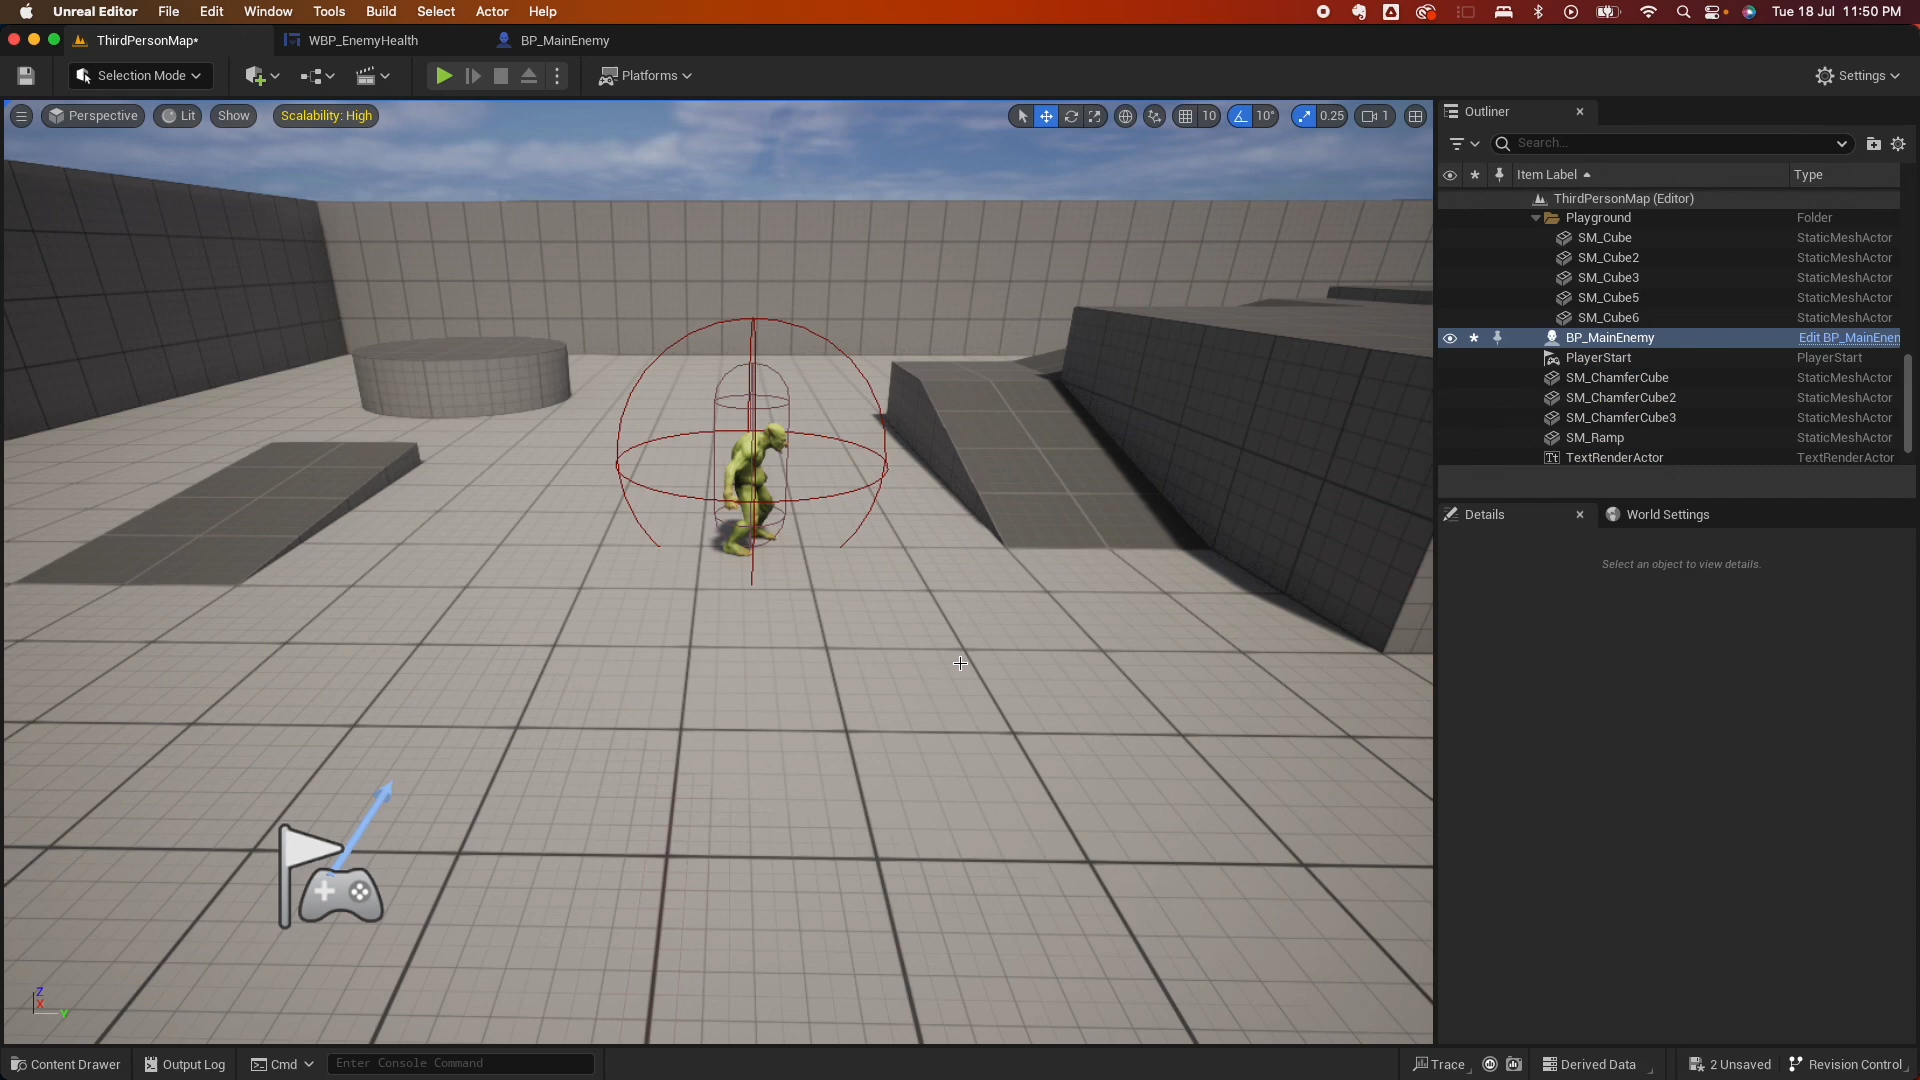 Unreal Editor File Edit Window Tools Build Select Actor Help Tue 18 Jul 11:50 PM
ThirdPersonMap* WBP_EnemyHealth BP_MainEnemy
Selection Mode Platforms Settings
Perspective Lit Show Scalability: High 10 10° 0.25 1
Outliner
Search...
Item Label Type
ThirdPersonMap (Editor)
Playground Folder
SM_Cube StaticMeshActor
SM_Cube2 StaticMeshActor
SM_Cube3 StaticMeshActor
SM_Cube5 StaticMeshActor
SM_Cube6 StaticMeshActor
BP_MainEnemy Edit BP_MainEnen
PlayerStart PlayerStart
SM_ChamferCube StaticMeshActor
SM_ChamferCube2 StaticMeshActor
SM_ChamferCube3 StaticMeshActor
SM_Ramp StaticMeshActor
Tt TextRenderActor TextRenderActor
Details World Settings
Select an object to view details.
Z
X
Y
Content Drawer Output Log Cmd Enter Console Command Trace Derived Data 2 Unsaved Revision Control